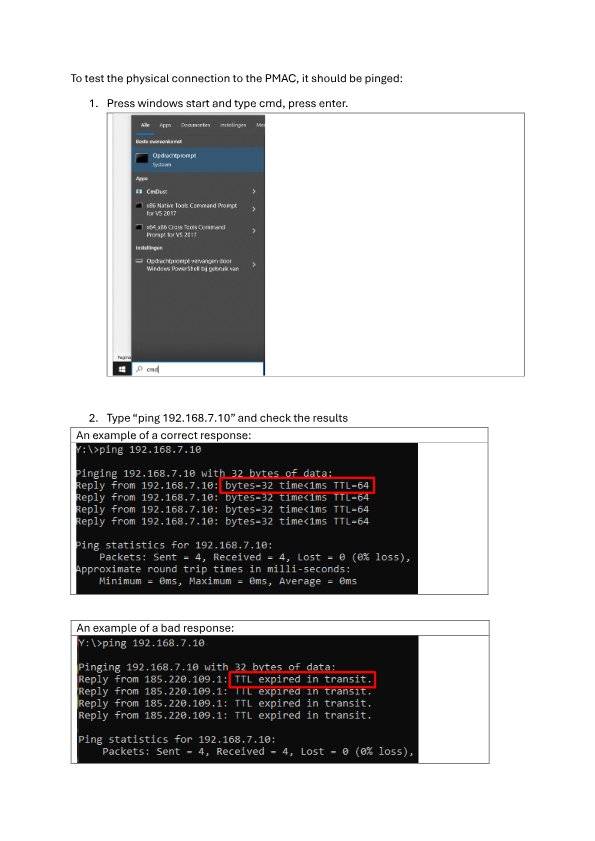 To test the physical connection to the PMAC, it should be pinged:
1. Press windows start and type cmd, press enter.
Alle Apps Documenten Instellingen
Beste overeenkomst
Opdrachtprompt
Systeem
Apps
CmDust
x86 Native Tools Command Prompt
for VS 2017
x64_x86 Cross Tools Command
Prompt for VS 2017
Instellingen
Opdrachtprompt vervangen door
Windows PowerShell bij gebruik van
Pagina
cmd
2. Type “ping 192.168.7.10” and check the results
An example of a correct response:
Y:\>ping 192.168.7.10
Pinging 192.168.7.10 with 32 bytes of data:
Reply from 192.168.7.10: bytes=32 time<1ms TTL=64
Reply from 192.168.7.10: bytes=32 time<1ms TTL=64
Reply from 192.168.7.10: bytes=32 time<1ms TTL=64
Reply from 192.168.7.10: bytes=32 time<1ms TTL=64
Ping statistics for 192.168.7.10:
Packets: Sent = 4, Received = 4, Lost = 0 (0% loss),
Approximate round trip times in milli-seconds:
Minimum = 0ms, Maximum = 0ms, Average = 0ms
An example of a bad response:
Y:\>ping 192.168.7.10
Pinging 192.168.7.10 with 32 bytes of data:
Reply from 185.220.109.1: TTL expired in transit.
Reply from 185.220.109.1: TTL expired in transit.
Reply from 185.220.109.1: TTL expired in transit.
Reply from 185.220.109.1: TTL expired in transit.
Ping statistics for 192.168.7.10:
Packets: Sent = 4, Received = 4, Lost = 0 (0% loss),